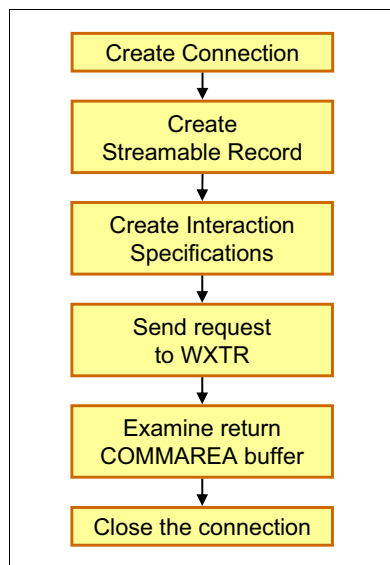 Create Connection
Create
Streamable Record
Create Interaction
Specifications
Send request
to WXTR
Examine return
COMMAREA buffer
Close the connection